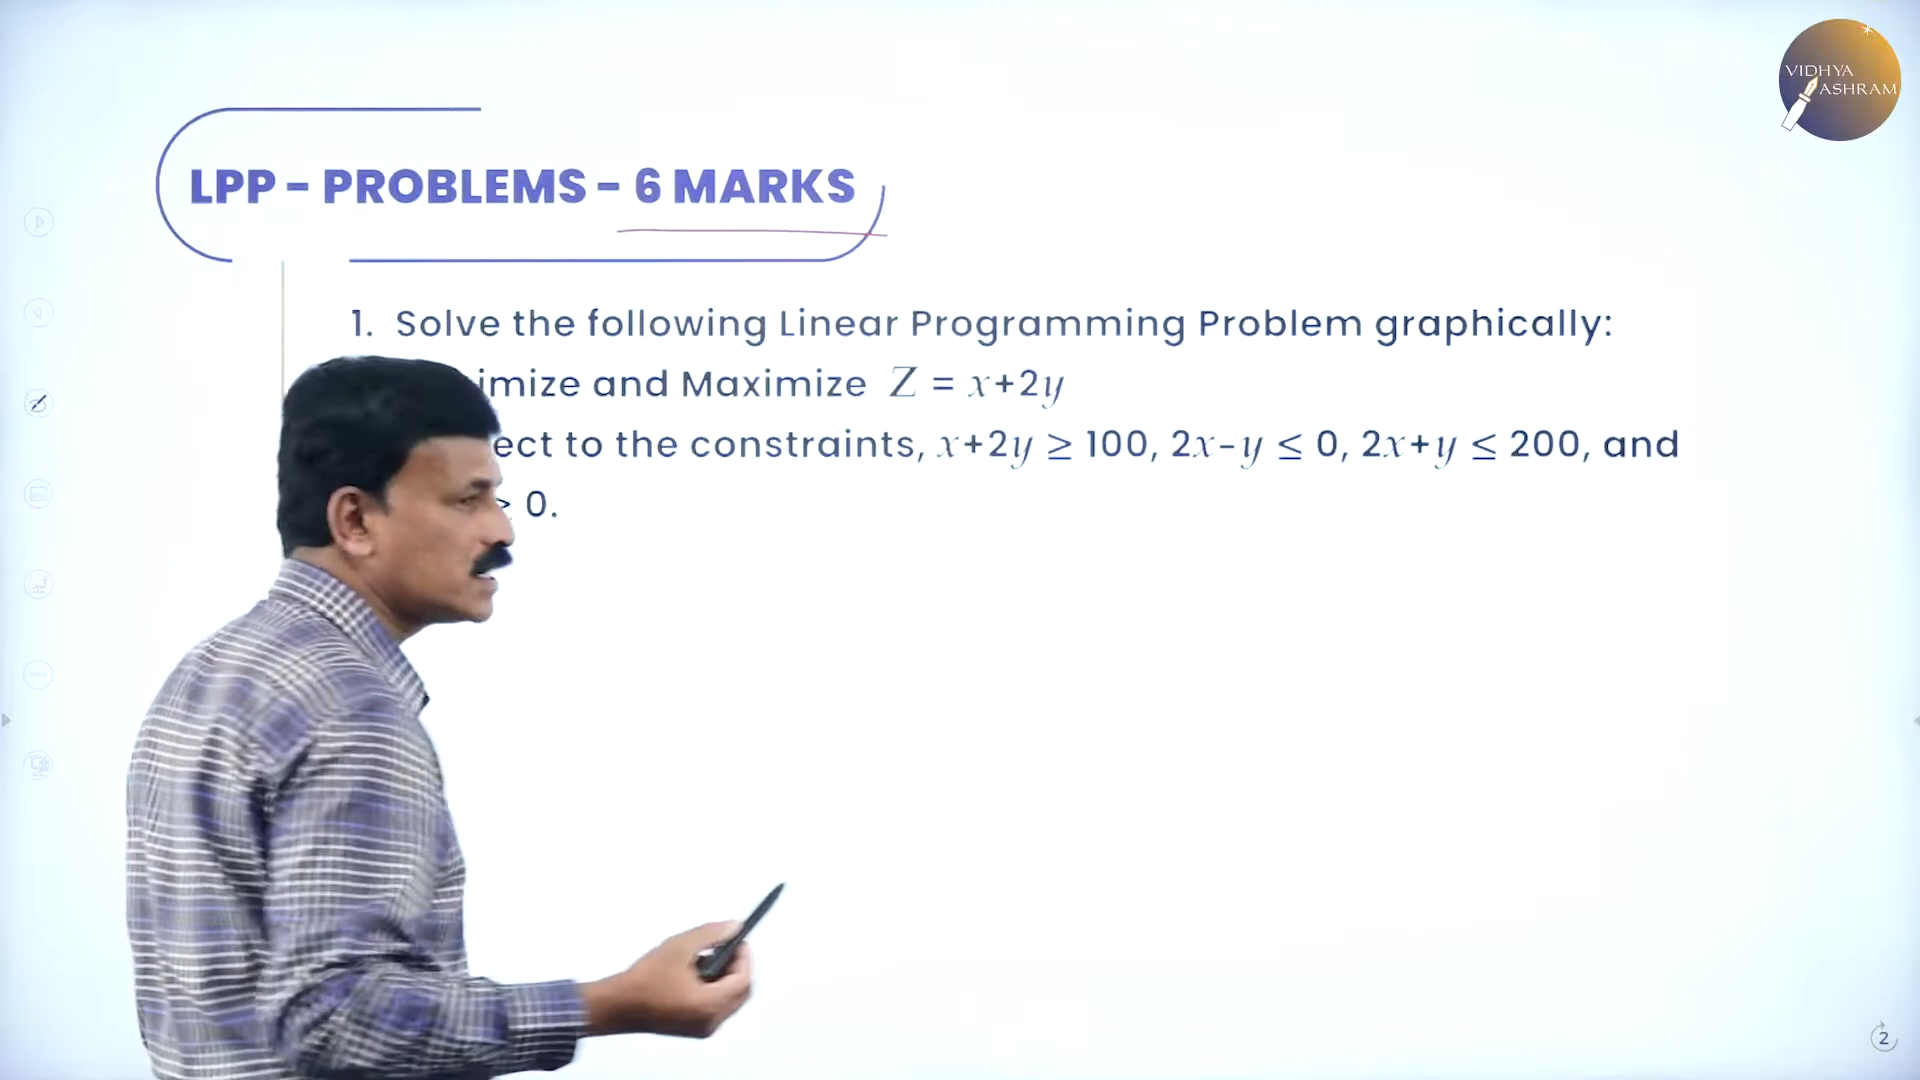 VIDHYA
ASHRAM
LPP - PROBLEMS - 6 MARKS
1. Solve the following Linear Programming Problem graphically:
imize and Maximize Z = x+2y
ect to the constraints, x+2y ≥ 100, 2x-y ≤ 0, 2x+y ≤ 200, and
≥ 0.
2